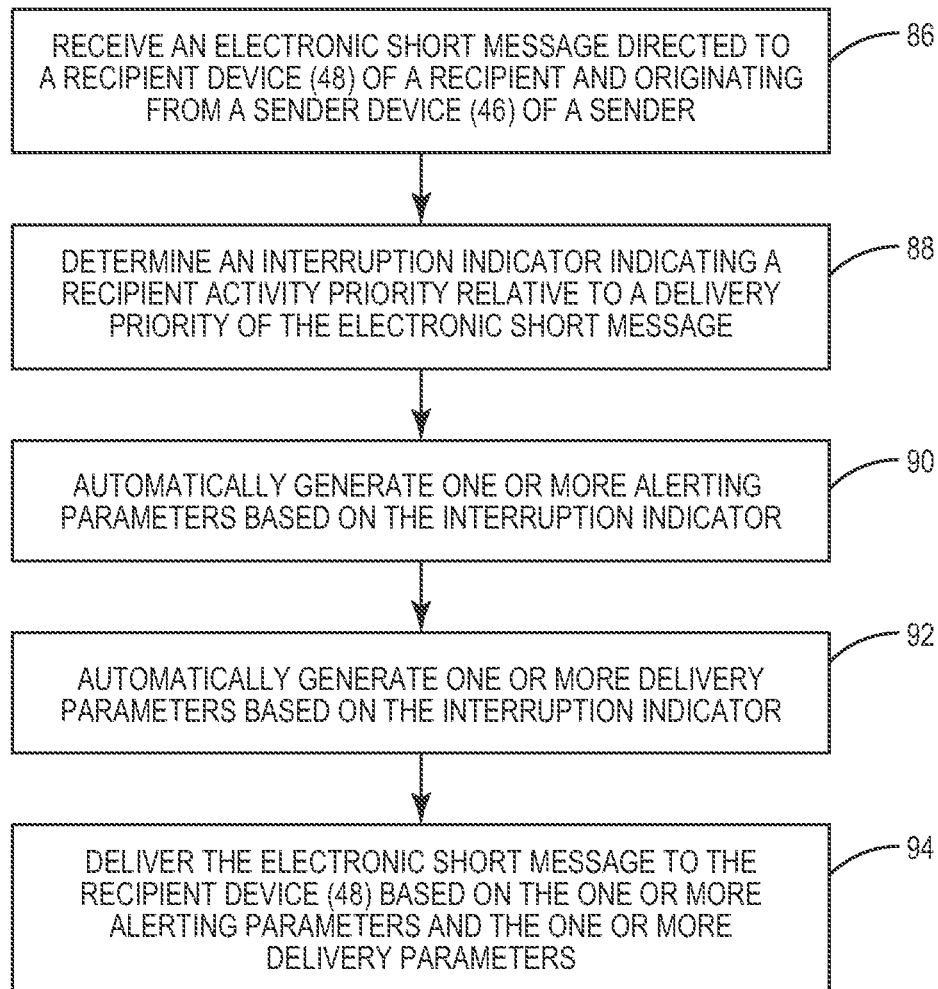 RECEIVE AN ELECTRONIC SHORT MESSAGE DIRECTED TO
A RECIPIENT DEVICE (48) OF A RECIPIENT AND ORIGINATING
FROM A SENDER DEVICE (46) OF A SENDER
86
DETERMINE AN INTERRUPTION INDICATOR INDICATING A
RECIPIENT ACTIVITY PRIORITY RELATIVE TO A DELIVERY
PRIORITY OF THE ELECTRONIC SHORT MESSAGE
88
AUTOMATICALLY GENERATE ONE OR MORE ALERTING
PARAMETERS BASED ON THE INTERRUPTION INDICATOR
90
AUTOMATICALLY GENERATE ONE OR MORE DELIVERY
PARAMETERS BASED ON THE INTERRUPTION INDICATOR
92
DELIVER THE ELECTRONIC SHORT MESSAGE TO THE
RECIPIENT DEVICE (48) BASED ON THE ONE OR MORE
ALERTING PARAMETERS AND THE ONE OR MORE
DELIVERY PARAMETERS
94